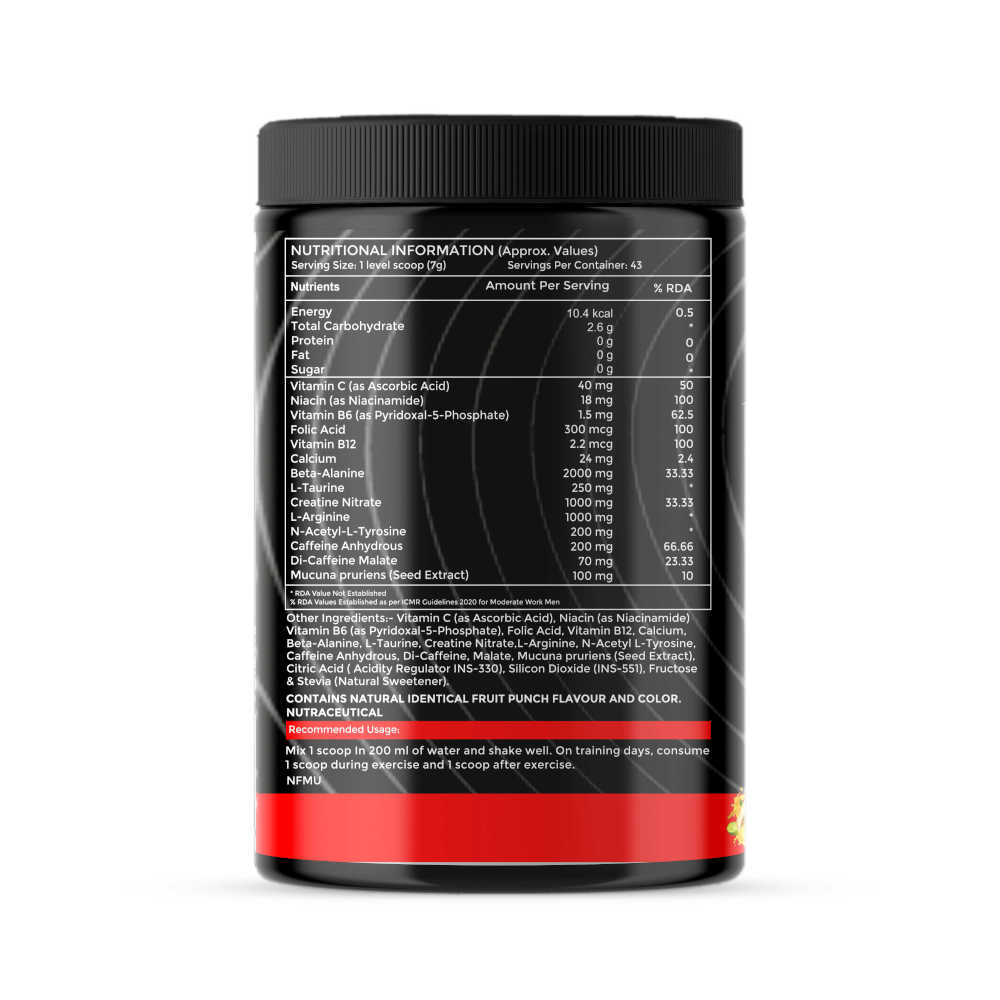 NUTRITIONAL INFORMATION (Approx. Values)
Serving Size: 1 level scoop (7g) Servings Per Container: 43
Nutrients Amount Per Serving % RDA
Energy 10.4 kcal 0.5
Total Carbohydrate 2.6 g *
Protein 0 g 0
Fat 0 g 0
Sugar 0 g *
Vitamin C (as Ascorbic Acid) 40 mg 50
Niacin (as Niacinamide) 18 mg 100
Vitamin B6 (as Pyridoxal-5-Phosphate) 1.5 mg 62.5
Folic Acid 300 mcg 100
Vitamin B12 2.2 mcg 100
Calcium 24 mg 2.4
Beta-Alanine 2000 mg 33.33
L-Taurine 250 mg *
Creatine Nitrate 1000 mg 33.33
L-Arginine 1000 mg *
N-Acetyl-L-Tyrosine 200 mg *
Caffeine Anhydrous 200 mg 66.66
Di-Caffeine Malate 70 mg 23.33
Mucuna pruriens (Seed Extract) 100 mg 10
* RDA Value Not Established
% RDA Values Established as per ICMR Guidelines 2020 for Moderate Work Men
Other Ingredients:- Vitamin C (as Ascorbic Acid), Niacin (as Niacinamide)
Vitamin B6 (as Pyridoxal-5-Phosphate), Folic Acid, Vitamin B12, Calcium,
Beta-Alanine, L-Taurine, Creatine Nitrate,L-Arginine, N-Acetyl L-Tyrosine,
Caffeine Anhydrous, Di-Caffeine, Malate, Mucuna pruriens (Seed Extract),
Citric Acid ( Acidity Regulator INS-330), Silicon Dioxide (INS-551), Fructose
& Stevia (Natural Sweetener).
CONTAINS NATURAL IDENTICAL FRUIT PUNCH FLAVOUR AND COLOR.
NUTRACEUTICAL
Recommended Usage:
Mix 1 scoop In 200 ml of water and shake well. On training days, consume
1 scoop during exercise and 1 scoop after exercise.
NFMU